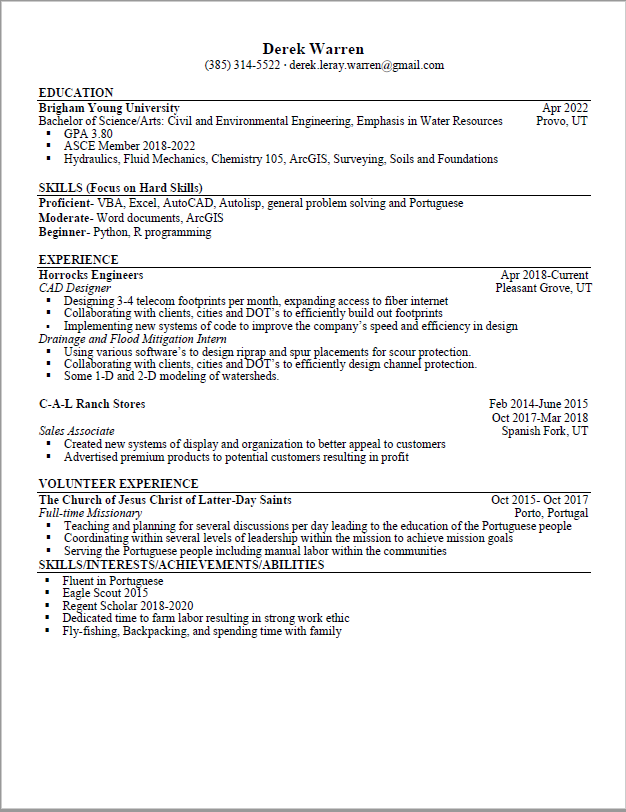 Derek Warren
(385) 314-5522 · derek.leray.warren@gmail.com
EDUCATION
Brigham Young University Apr 2022
Bachelor of Science/Arts: Civil and Environmental Engineering, Emphasis in Water Resources Provo, UT
▪ GPA 3.80
▪ ASCE Member 2018-2022
▪ Hydraulics, Fluid Mechanics, Chemistry 105, ArcGIS, Surveying, Soils and Foundations
SKILLS (Focus on Hard Skills)
Proficient- VBA, Excel, AutoCAD, Autolisp, general problem solving and Portuguese
Moderate- Word documents, ArcGIS
Beginner- Python, R programming
EXPERIENCE
Horrocks Engineers Apr 2018-Current
CAD Designer Pleasant Grove, UT
▪ Designing 3-4 telecom footprints per month, expanding access to fiber internet
▪ Collaborating with clients, cities and DOT’s to efficiently build out footprints
▪ Implementing new systems of code to improve the company’s speed and efficiency in design
Drainage and Flood Mitigation Intern
▪ Using various software’s to design riprap and spur placements for scour protection.
▪ Collaborating with clients, cities and DOT’s to efficiently design channel protection.
▪ Some 1-D and 2-D modeling of watersheds.
C-A-L Ranch Stores Feb 2014-June 2015
Oct 2017-Mar 2018
Sales Associate Spanish Fork, UT
▪ Created new systems of display and organization to better appeal to customers
▪ Advertised premium products to potential customers resulting in profit
VOLUNTEER EXPERIENCE
The Church of Jesus Christ of Latter-Day Saints Oct 2015- Oct 2017
Full-time Missionary Porto, Portugal
▪ Teaching and planning for several discussions per day leading to the education of the Portuguese people
▪ Coordinating within several levels of leadership within the mission to achieve mission goals
▪ Serving the Portuguese people including manual labor within the communities
SKILLS/INTERESTS/ACHIEVEMENTS/ABILITIES
▪ Fluent in Portuguese
▪ Eagle Scout 2015
▪ Regent Scholar 2018-2020
▪ Dedicated time to farm labor resulting in strong work ethic
▪ Fly-fishing, Backpacking, and spending time with family